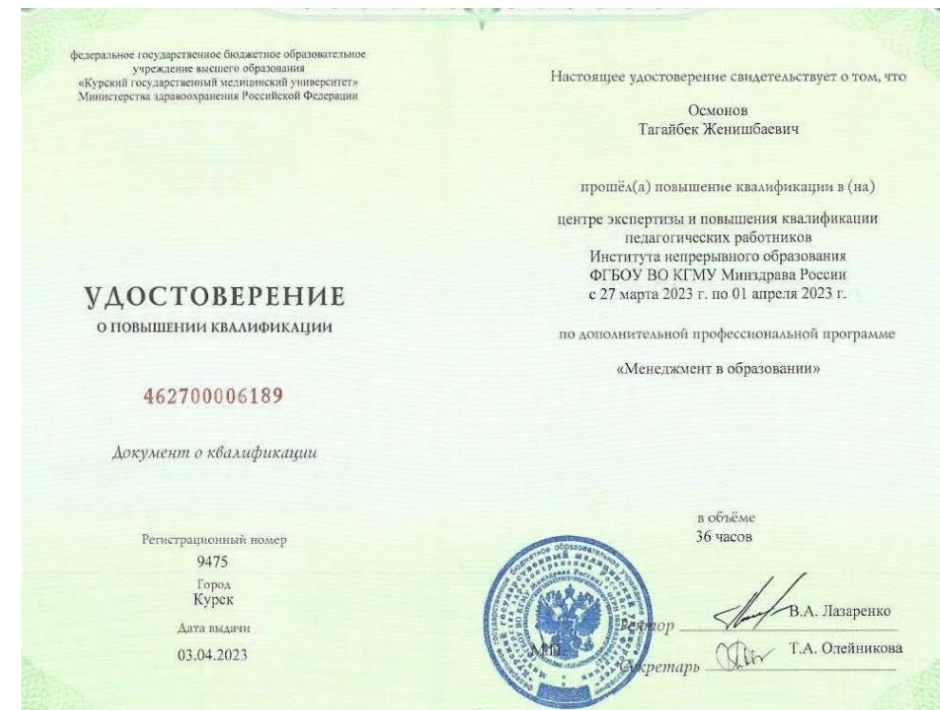 федеральное государственное бюджетное образовательное
учреждение высшего образования
«Курский государственный медицинский университет»
Министерства здравоохранения Российской Федерации
УДОСТОВЕРЕНИЕ
О ПОВЫШЕНИИ КВАЛИФИКАЦИИ
462700006189
Документ о квалификации
Регистрационный номер
9475
Город
Курск
Дата выдачи
03.04.2023
Настоящее удостоверение свидетельствует о том, что
Осмонов
Тагайбек Женишбаевич
прошёл(а) повышение квалификации в (на)
центре экспертизы и повышения квалификации
педагогических работников
Института непрерывного образования
ФГБОУ ВО КГМУ Минздрава России
с 27 марта 2023 г. по 01 апреля 2023 г.
по дополнительной профессиональной программе
«Менеджмент в образовании»
в объёме
36 часов
Ректор В.А. Лазаренко
М.П.
Секретарь Т.А. Олейникова